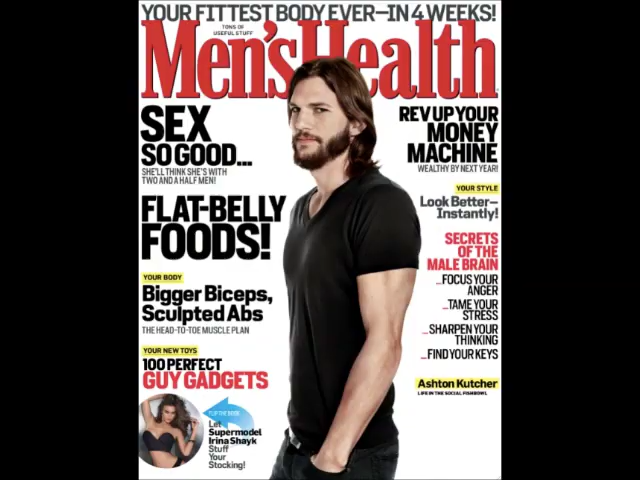 YOUR FITTEST BODY EVER—IN 4 WEEKS!
TONS OF
USEFUL STUFF
Men'sHealth
SEX
SO GOOD...
SHE'LL THINK SHE'S WITH
TWO AND A HALF MEN!
FLAT-BELLY
FOODS!
YOUR BODY
Bigger Biceps,
Sculpted Abs
THE HEAD-TO-TOE MUSCLE PLAN
YOUR NEW TOYS
100 PERFECT
GUY GADGETS
FLIP THE BOOK
Let
Supermodel
Irina Shayk
Stuff
Your
Stocking!
REV UP YOUR
MONEY
MACHINE
WEALTHY BY NEXT YEAR!
YOUR STYLE
Look Better—
Instantly!
SECRETS
OF THE
MALE BRAIN
...FOCUS YOUR
ANGER
...TAME YOUR
STRESS
...SHARPEN YOUR
THINKING
...FIND YOUR KEYS
Ashton Kutcher
LIFE IN THE SOCIAL FISHBOWL